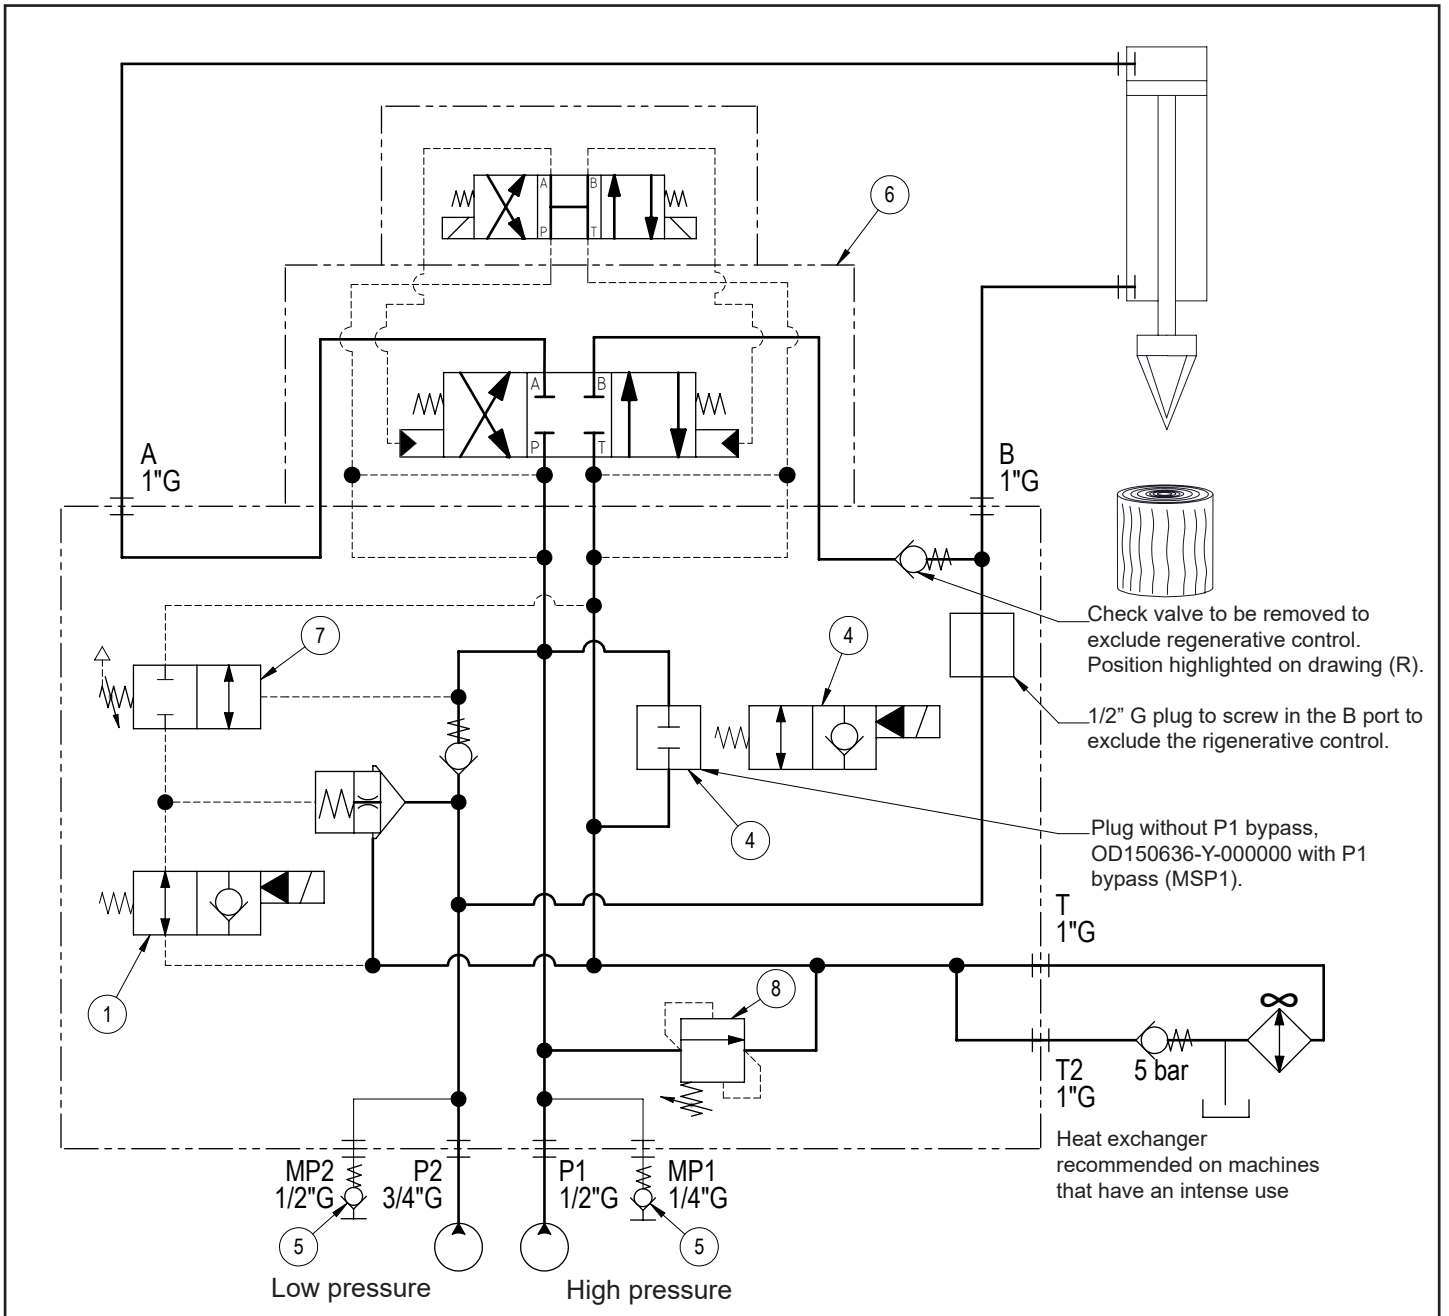 A B
P T
6
A B
P T
A
1"G
B
1"G
Check valve to be removed to
exclude regenerative control.
Position highlighted on drawing (R).
7
4
1/2” G plug to screw in the B port to
exclude the rigenerative control.
4
Plug without P1 bypass,
OD150636-Y-000000 with P1
bypass (MSP1).
T
1"G
1
8
T2
1"G
5 bar
Heat exchanger
recommended on machines
that have an intense use
MP2
1/2"G
P2
3/4"G
P1
1/2"G
MP1
1/4"G
5
5
Low pressure
High pressure